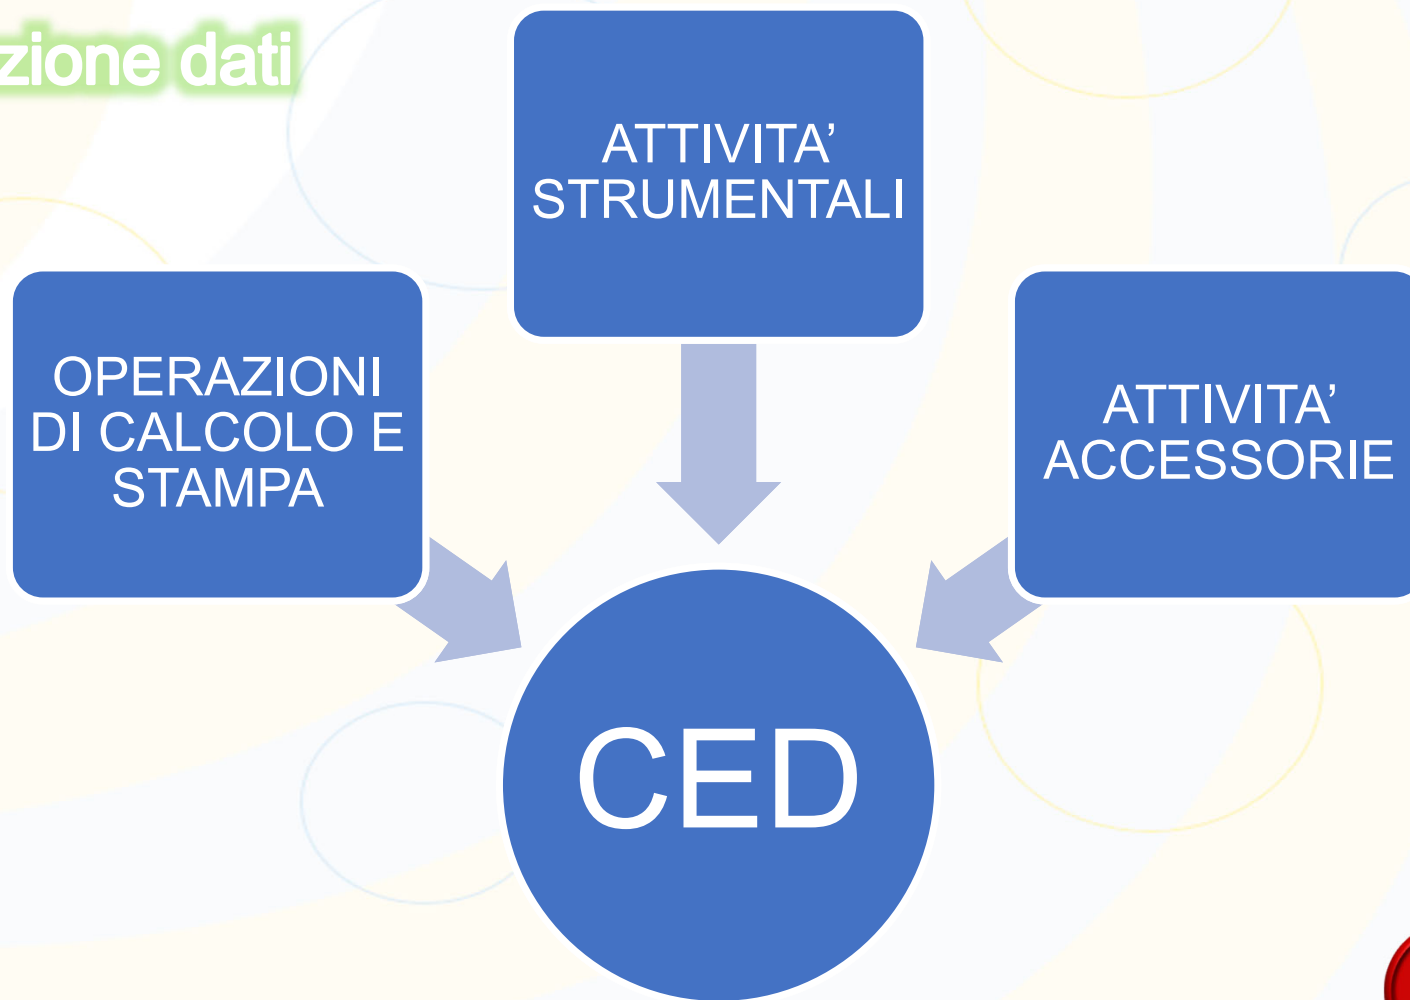 zione dati
ATTIVITA’
STRUMENTALI
OPERAZIONI
DI CALCOLO E
STAMPA
ATTIVITA’
ACCESSORIE
CED